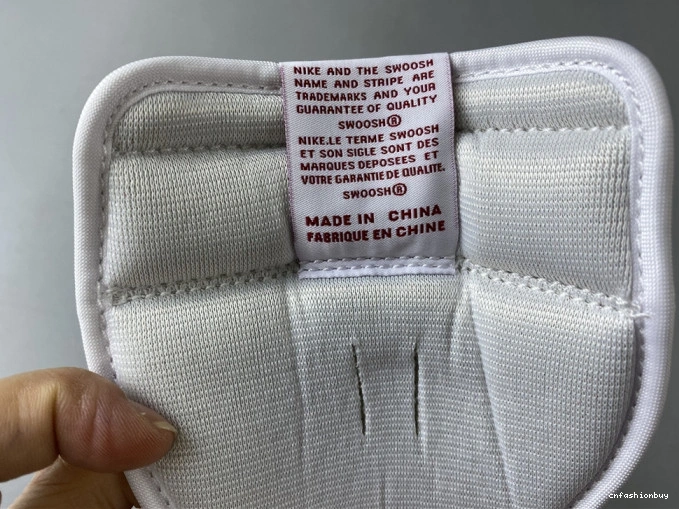 NIKE AND THE SWOOSH
NAME AND STRIPE ARE
TRADEMARKS AND YOUR
GUARANTEE OF QUALITY
SWOOSH®
NIKE.LE TERME SWOOSH
ET SON SIGLE SONT DES
MARQUES DEPOSEES ET
VOTRE GARANTIE DE QUALITE.
SWOOSH®
MADE IN CHINA
FABRIQUE EN CHINE
cnfashionbuy